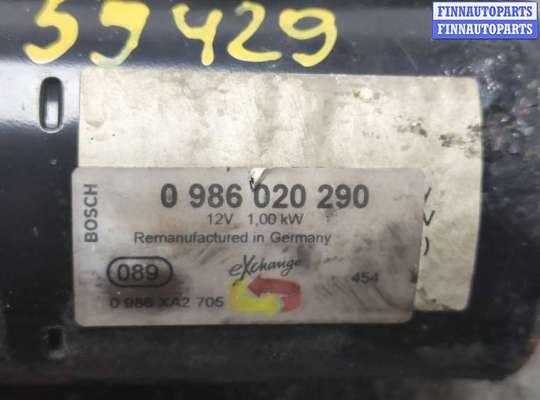 FINNAUTOPARTS
FINNAUTOPARTS
59429
BOSCH
0 986 020 290
12V 1,00 kW
Remanufactured in Germany
089
eXchange
454
0 986 XA2 705